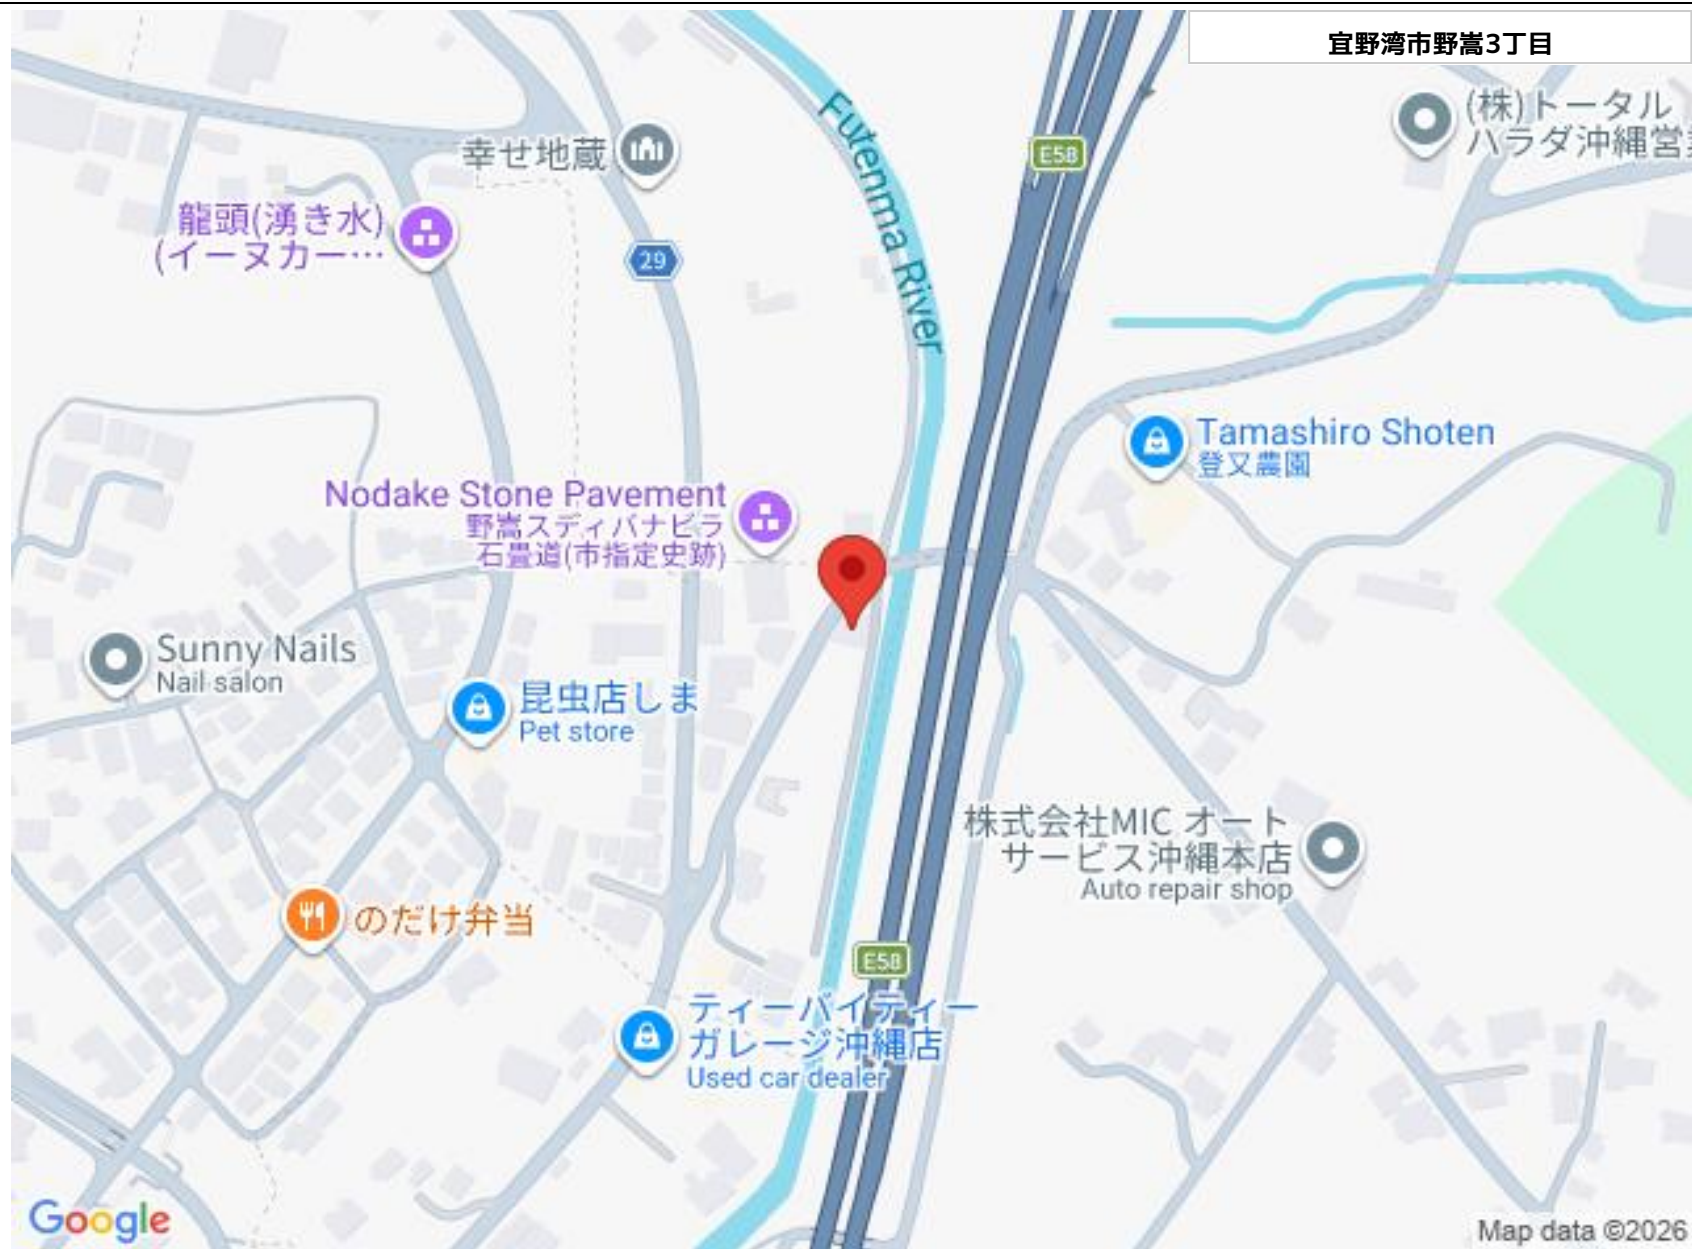 宜野湾市野嵩3丁目
(株)トータル
ハラダ沖縄営
Futenma River
E58
幸せ地蔵
龍頭(湧き水)
(イーヌカー…
29
Tamashiro Shoten
登又農園
Nodake Stone Pavement
野嵩スディバナビラ
石畳道(市指定史跡)
Sunny Nails
Nail salon
昆虫店しま
Pet store
株式会社MIC オート
サービス沖縄本店
Auto repair shop
のだけ弁当
E58
ティーバイティー
ガレージ沖縄店
Used car dealer
Google
Map data ©2026